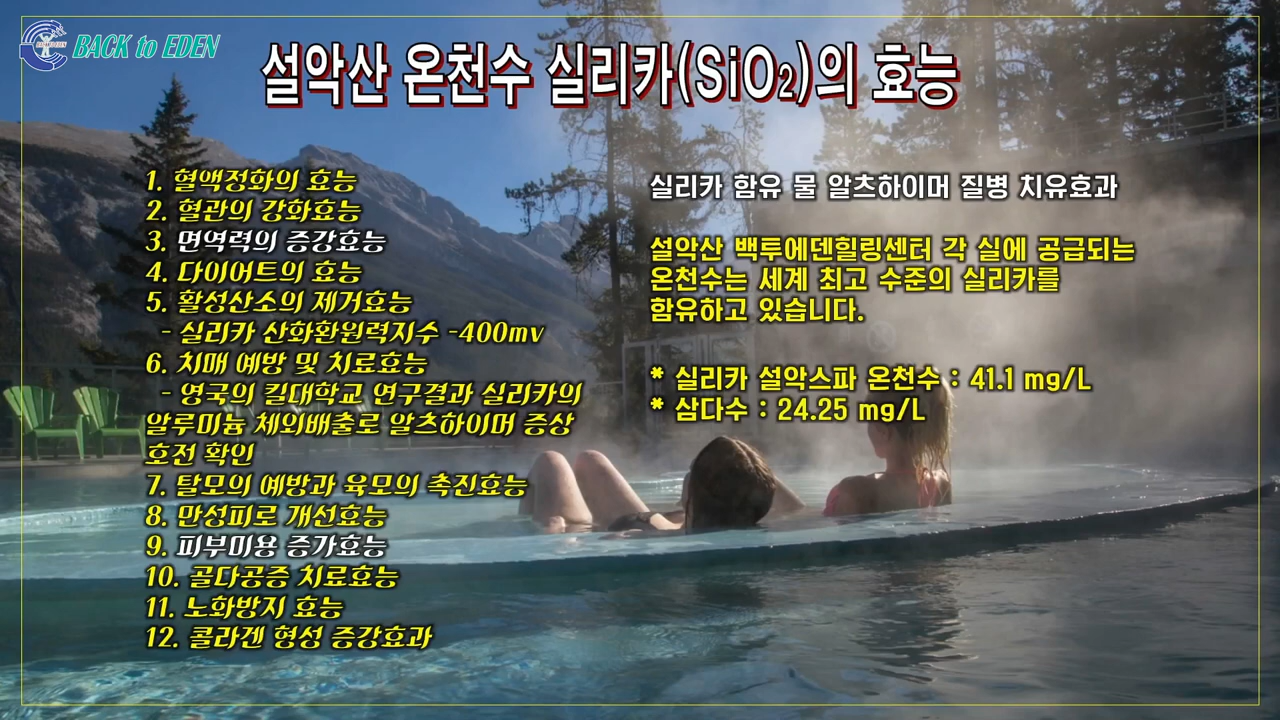 BACK to EDEN
설악산 온천수 실리카(SiO₂)의 효능
1. 혈액정화의 효능
2. 혈관의 강화효능
3. 면역력의 증강효능
4. 다이어트의 효능
5. 활성산소의 제거효능
- 실리카 산화환원력지수 -400mv
6. 치매 예방 및 치료효능
- 영국의 킬대학교 연구결과 실리카의
알루미늄 체외배출로 알츠하이머 증상
호전 확인
7. 탈모의 예방과 육모의 촉진효능
8. 만성피로 개선효능
9. 피부미용 증가효능
10. 골다공증 치료효능
11. 노화방지 효능
12. 콜라겐 형성 증강효과
실리카 함유 물 알츠하이머 질병 치유효과
설악산 백투에덴힐링센터 각 실에 공급되는
온천수는 세계 최고 수준의 실리카를
함유하고 있습니다.
* 실리카 설악스파 온천수 : 41.1 mg/L
* 삼다수 : 24.25 mg/L